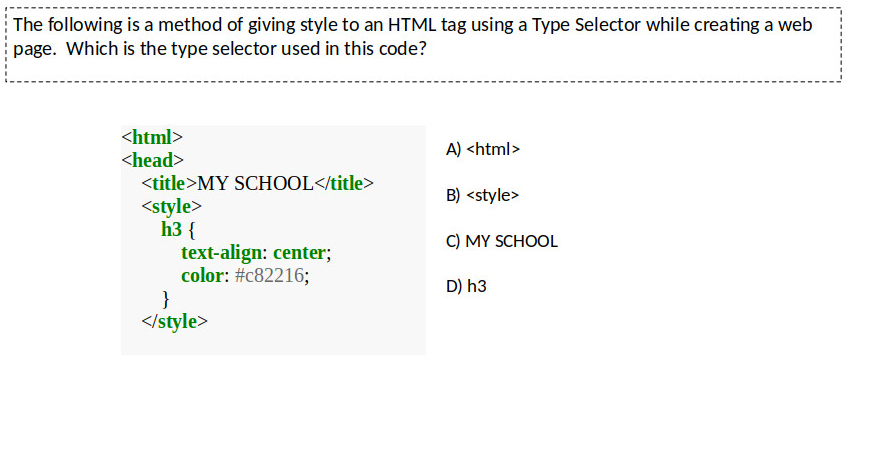 The following is a method of giving style to an HTML tag using a Type Selector while creating a web
page.  Which is the type selector used in this code?
<html>
<head>
<title>MY SCHOOL</title>
<style>
h3 {
text-align: center;
color: #c82216;
}
</style>
A) <html>
B) <style>
C) MY SCHOOL
D) h3